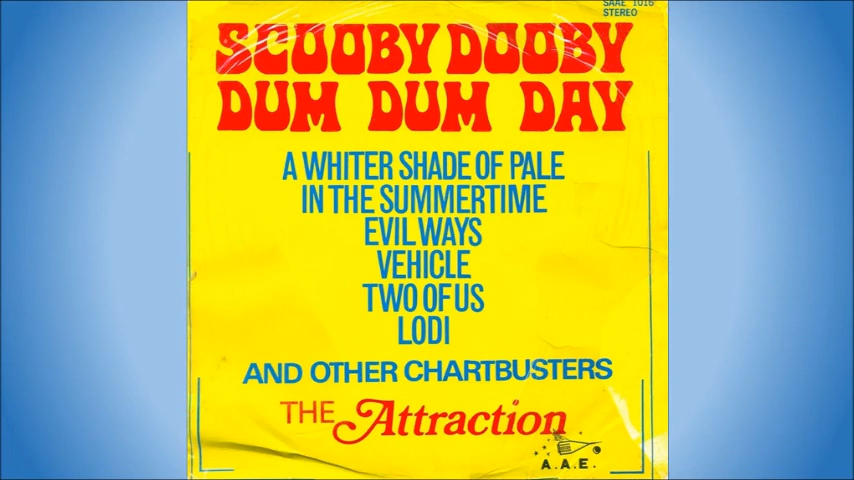 SAAE 1016
STEREO
SCOOBY DOOBY
DUM DUM DAY
A WHITER SHADE OF PALE
IN THE SUMMERTIME
EVIL WAYS
VEHICLE
TWO OF US
LODI
AND OTHER CHARTBUSTERS
THE Attraction
A.A.E.